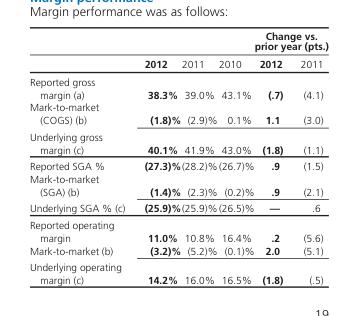 Margin performance
Margin performance was as follows:
Change vs.
prior year (pts.)
2012 2011 2010 2012 2011
Reported gross
margin (a) 38.3% 39.0% 43.1% (.7) (4.1)
Mark-to-market
(COGS) (b) (1.8)% (2.9)% 0.1% 1.1 (3.0)
Underlying gross
margin (c) 40.1% 41.9% 43.0% (1.8) (1.1)
Reported SGA % (27.3)% (28.2)% (26.7)% .9 (1.5)
Mark-to-market
(SGA) (b) (1.4)% (2.3)% (0.2)% .9 (2.1)
Underlying SGA % (c) (25.9)% (25.9)% (26.5)% — .6
Reported operating
margin 11.0% 10.8% 16.4% .2 (5.6)
Mark-to-market (b) (3.2)% (5.2)% (0.1)% 2.0 (5.1)
Underlying operating
margin (c) 14.2% 16.0% 16.5% (1.8) (.5)
19